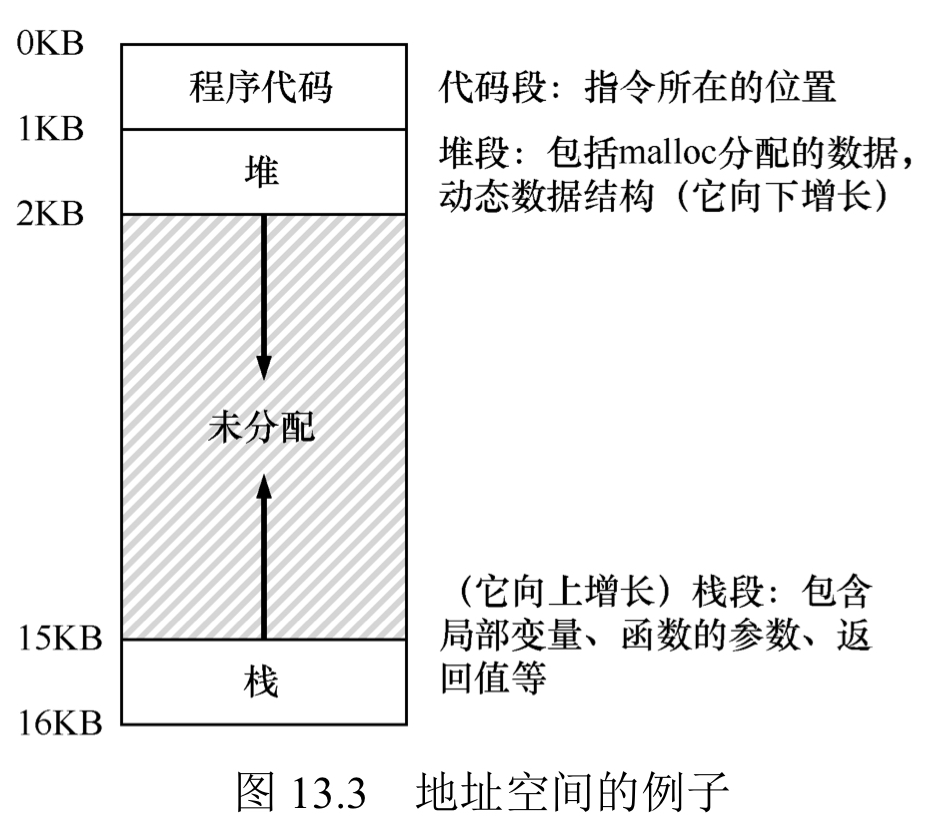 0KB
程序代码
代码段：指令所在的位置
1KB
堆
堆段：包括malloc分配的数据，
动态数据结构（它向下增长）
2KB
未分配
（它向上增长）栈段：包含
局部变量、函数的参数、返
回值等
15KB
栈
16KB
图 13.3 地址空间的例子